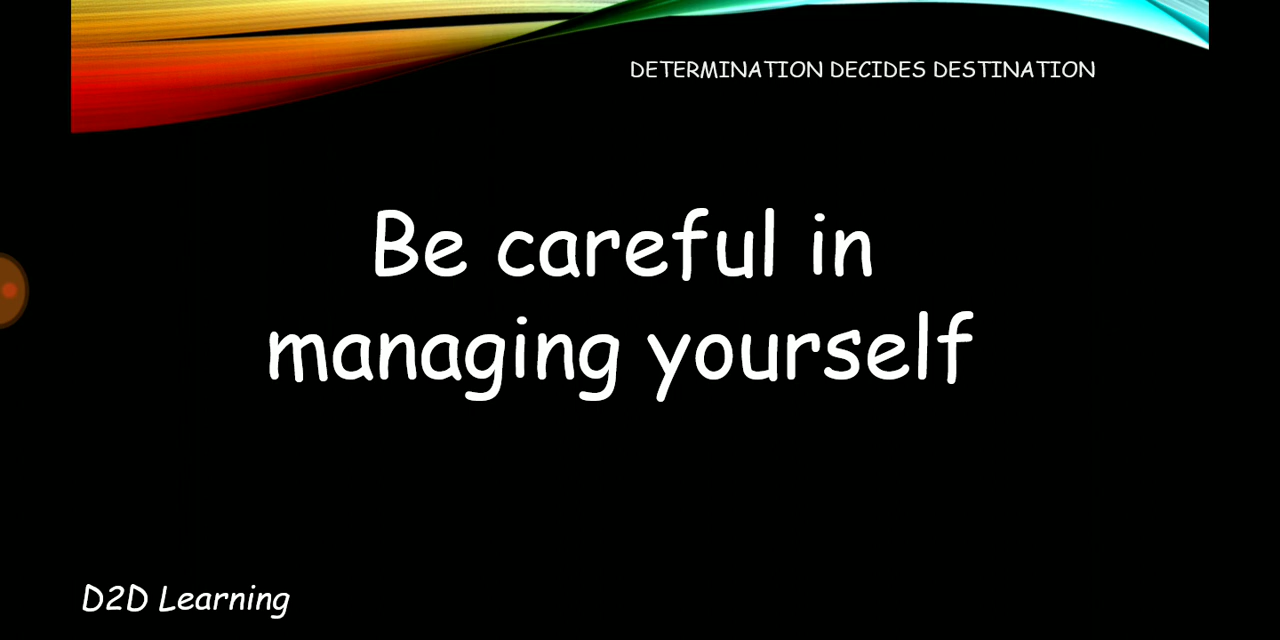 DETERMINATION DECIDES DESTINATION
Be careful in
managing yourself
D2D Learning